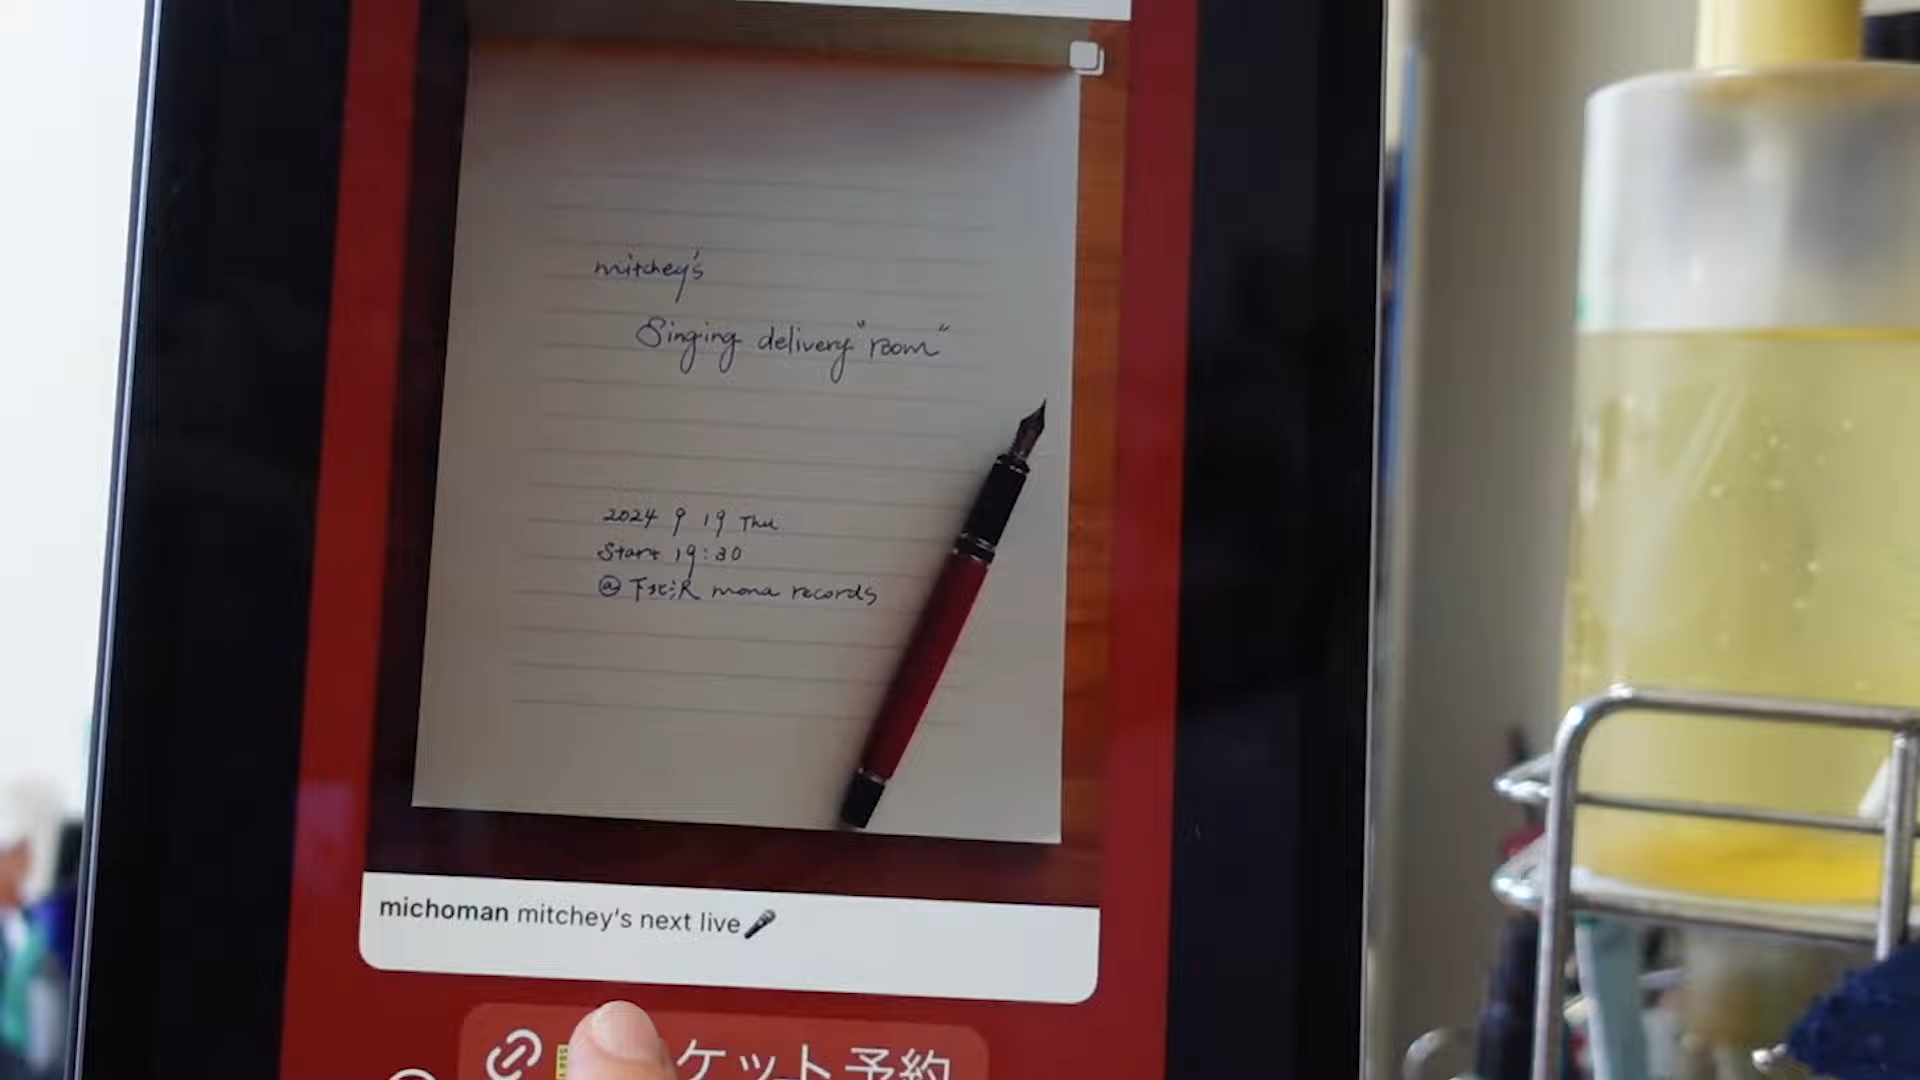 mitchey's
Singing delivery "room"
2024 9 19 Thu
Start 19:30
@ 下北沢 mona records
michoman mitchey's next live🎤
ケット予約